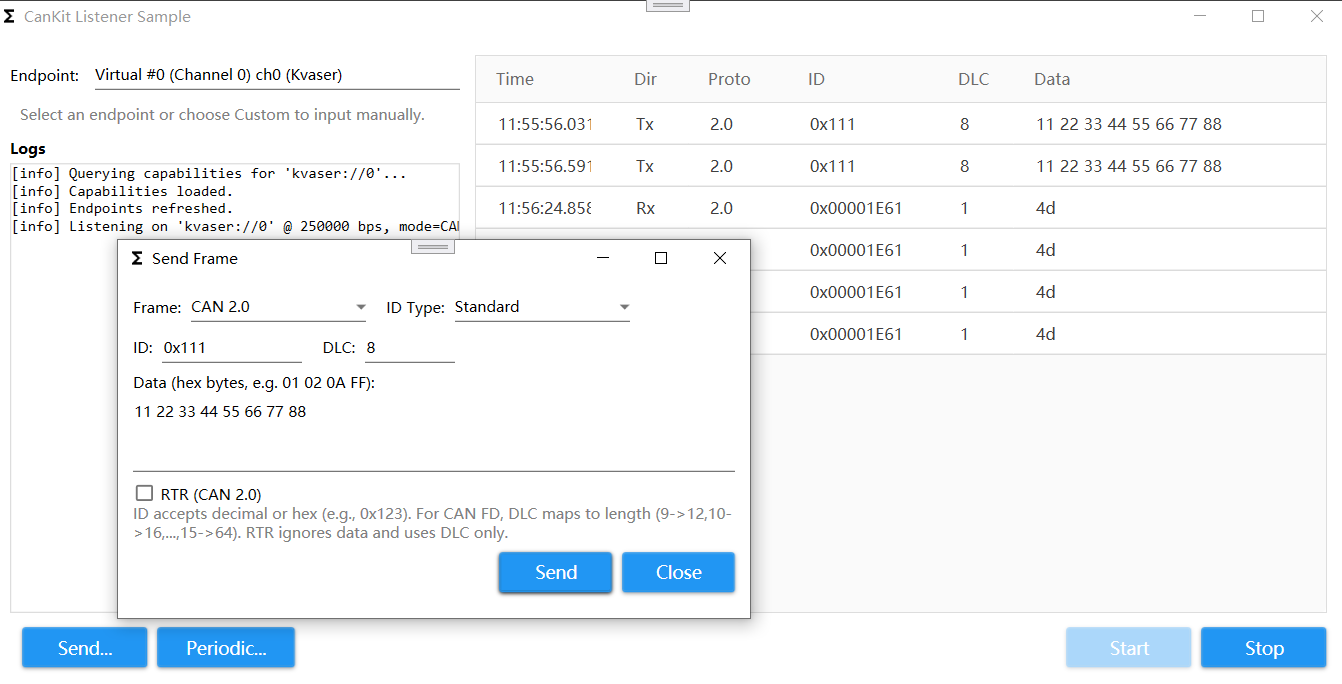 CanKit Listener Sample
Endpoint: Virtual #0 (Channel 0) ch0 (Kvaser)
Select an endpoint or choose Custom to input manually.
Logs
[info] Querying capabilities for 'kvaser://0'...
[info] Capabilities loaded.
[info] Endpoints refreshed.
[info] Listening on 'kvaser://0' @ 250000 bps, mode=CA
Time Dir Proto ID DLC Data
11:55:56.031 Tx 2.0 0x111 8 11 22 33 44 55 66 77 88
11:55:56.591 Tx 2.0 0x111 8 11 22 33 44 55 66 77 88
11:56:24.858 Rx 2.0 0x00001E61 1 4d
0x00001E61 1 4d
0x00001E61 1 4d
0x00001E61 1 4d
Send Frame
Frame: CAN 2.0 ID Type: Standard
ID: 0x111 DLC: 8
Data (hex bytes, e.g. 01 02 0A FF):
11 22 33 44 55 66 77 88
RTR (CAN 2.0)
ID accepts decimal or hex (e.g., 0x123). For CAN FD, DLC maps to length (9->12,10-
>16,...,15->64). RTR ignores data and uses DLC only.
Send Close
Send... Periodic... Start Stop